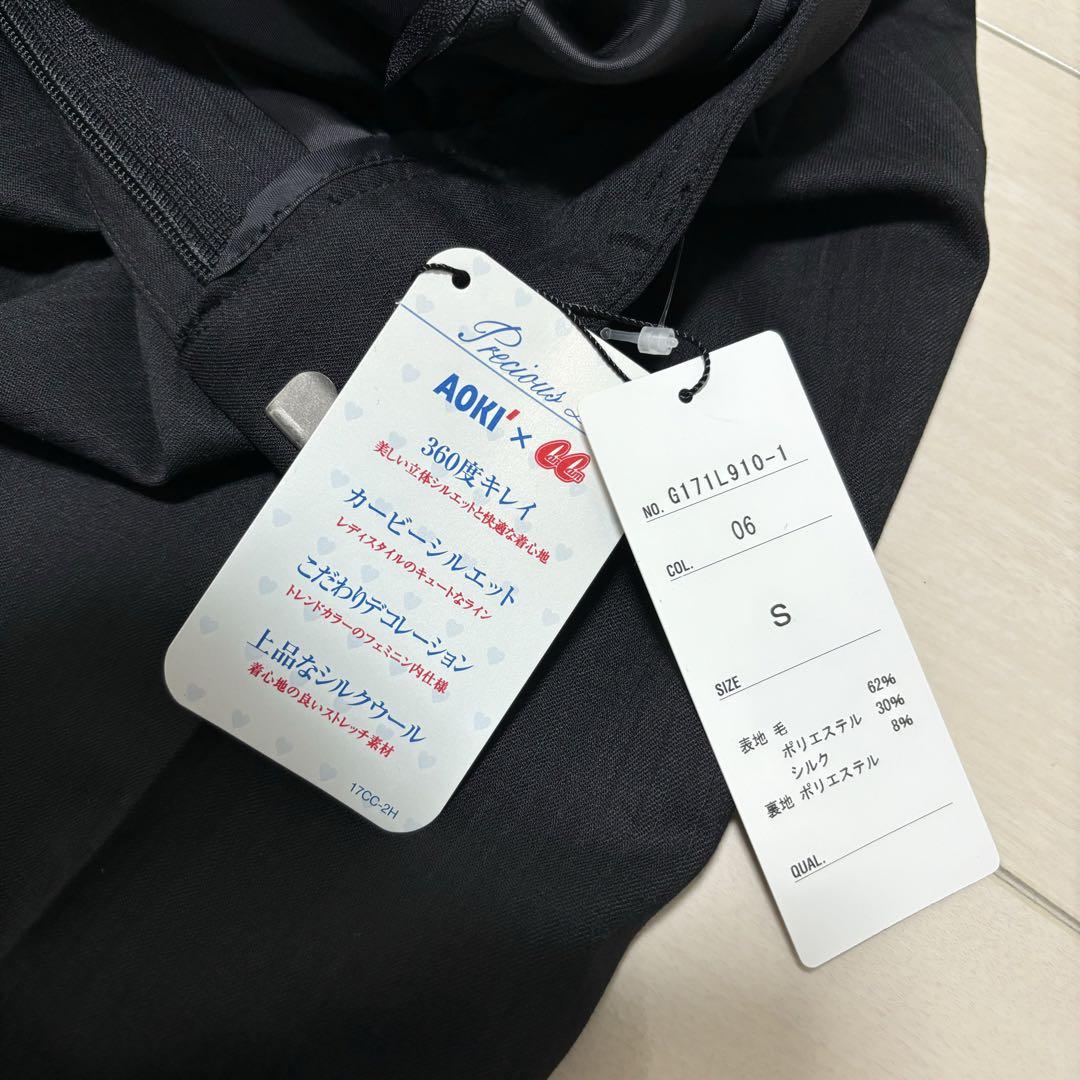 Precious
AOKI' × CanCam
360度キレイ
美しい立体シルエットと快適な着心地
カービーシルエット
レディスタイルのキュートなライン
こだわりデコレーション
トレンドカラーのフェミニン内仕様
上品なシルクウール
着心地の良いストレッチ素材
17CC-2H
NO. G171L910-1
COL. 06
SIZE S
表地 毛 62%
ポリエステル 30%
シルク 8%
裏地 ポリエステル
QUAL.